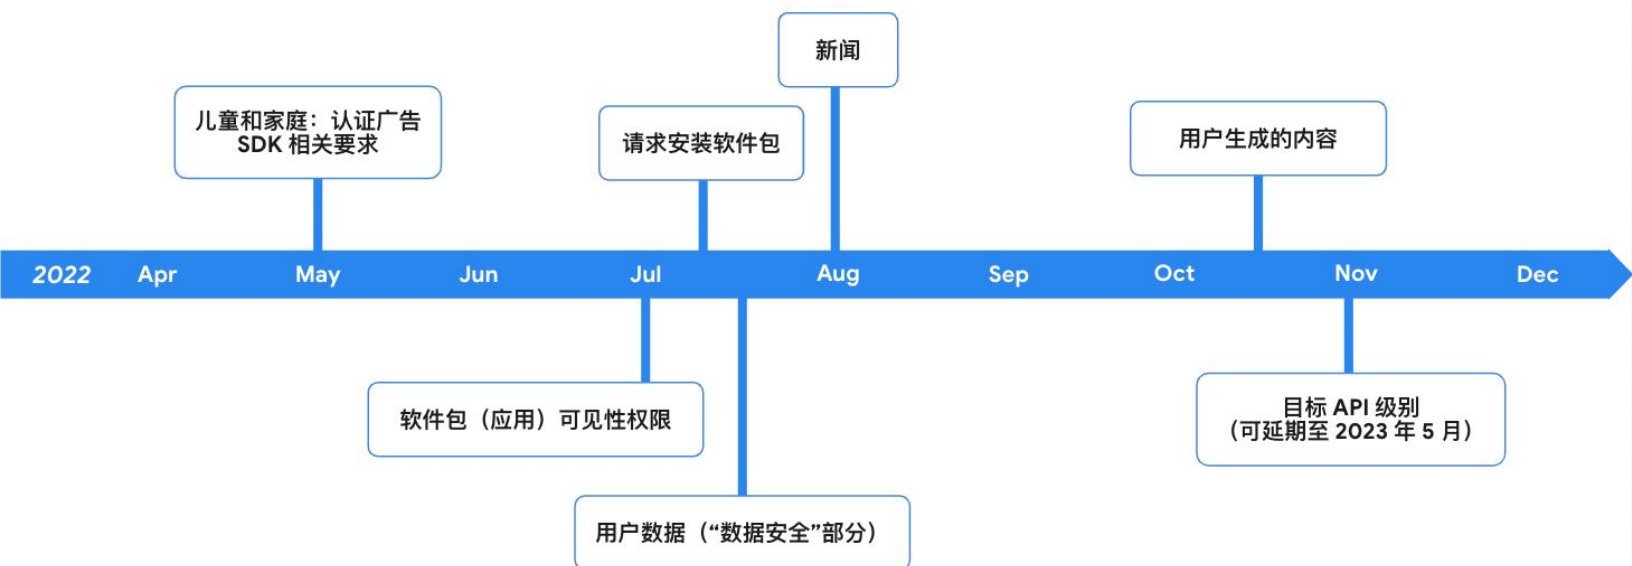 新闻
儿童和家庭：认证广告
SDK 相关要求
请求安装软件包
用户生成的内容
2022 Apr May Jun Jul Aug Sep Oct Nov Dec
软件包（应用）可见性权限
目标 API 级别
（可延期至 2023 年 5 月）
用户数据（“数据安全”部分）